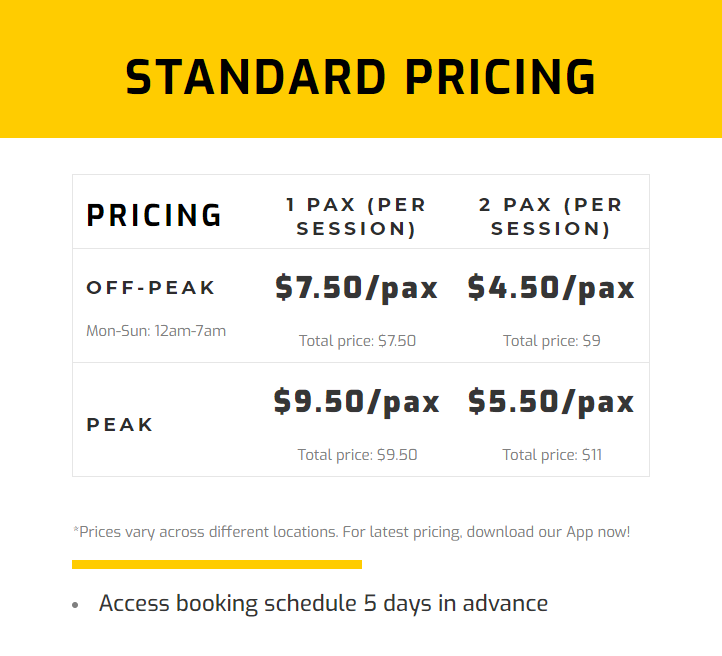 STANDARD PRICING
PRICING
1 PAX (PER
SESSION)
2 PAX (PER
SESSION)
OFF-PEAK
Mon-Sun: 12am-7am
$7.50/pax
Total price: $7.50
$4.50/pax
Total price: $9
PEAK
$9.50/pax
Total price: $9.50
$5.50/pax
Total price: $11
*Prices vary across different locations. For latest pricing, download our App now!
• Access booking schedule 5 days in advance